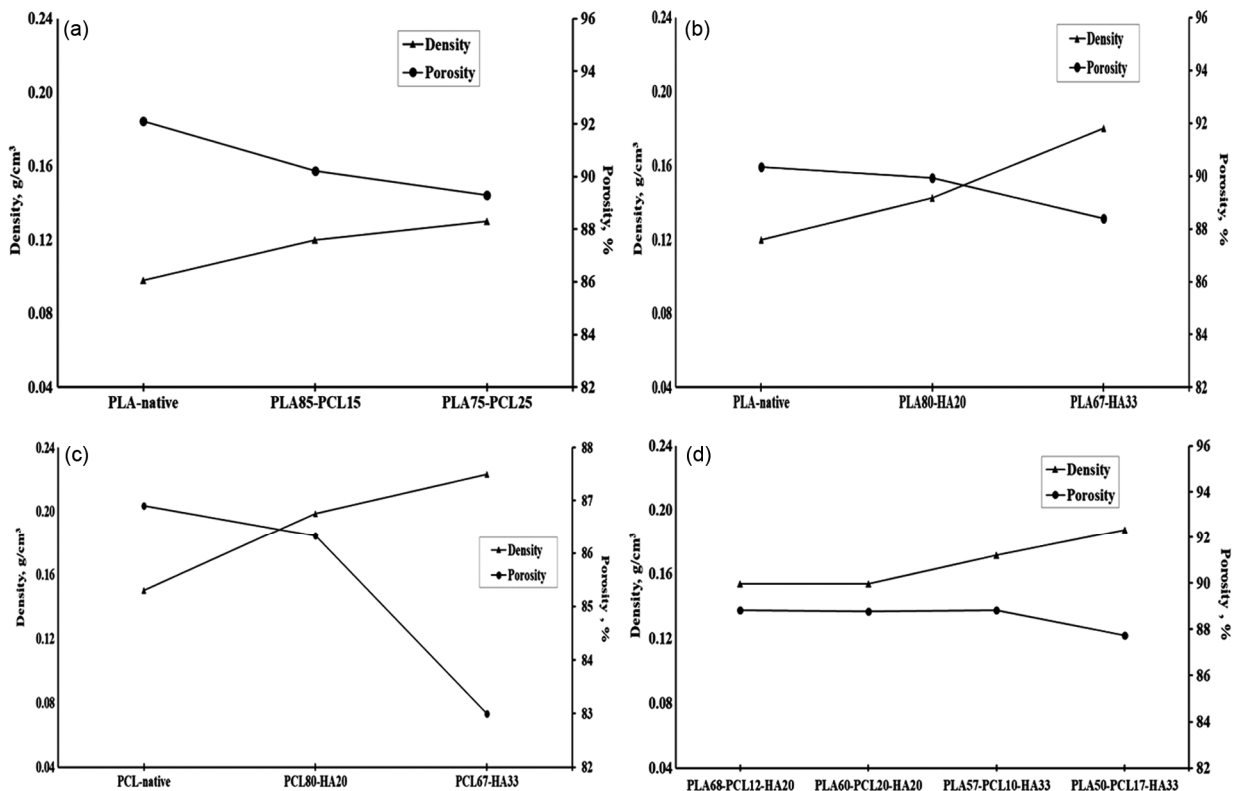 (a)
Density
Porosity
Density, g/cm³
0.24
0.20
0.16
0.12
0.08
0.04
Porosity, %
96
94
92
90
88
86
84
82
PLA-native PLA85-PCL15 PLA75-PCL25
(b)
Density
Porosity
Density, g/cm³
0.24
0.20
0.16
0.12
0.08
0.04
Porosity, %
96
94
92
90
88
86
84
82
PLA-native PLA80-HA20 PLA67-HA33
(c)
Density
Porosity
Density, g/cm³
0.24
0.20
0.16
0.12
0.08
0.04
Porosity , %
88
87
86
85
84
83
82
PCL-native PCL80-HA20 PCL67-HA33
(d)
Density
Porosity
Density, g/cm³
0.24
0.20
0.16
0.12
0.08
0.04
Porosity , %
96
94
92
90
88
86
84
82
PLA68-PCL12-HA20 PLA60-PCL20-HA20 PLA57-PCL10-HA33 PLA50-PCL17-HA33